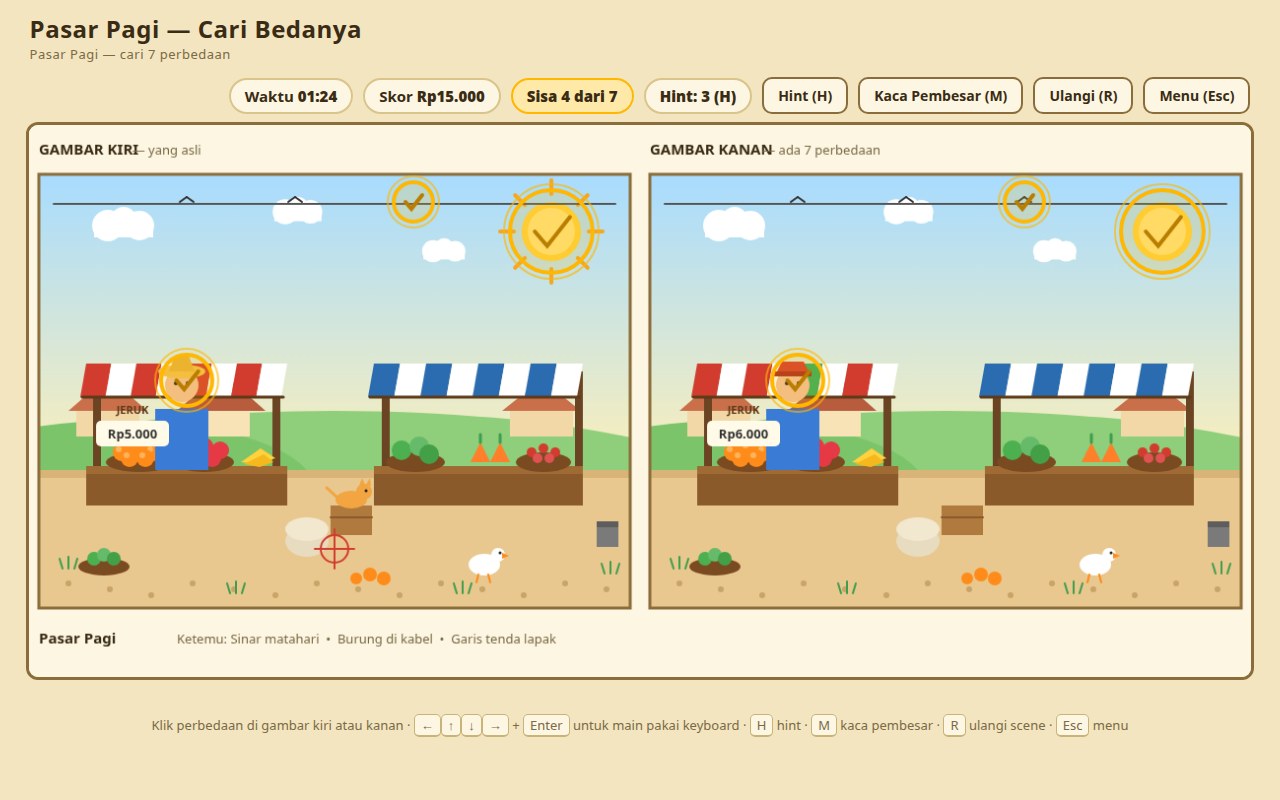 Pasar Pagi — Cari Bedanya
Pasar Pagi — cari 7 perbedaan
Waktu 01:24
Skor Rp15.000
Sisa 4 dari 7
Hint: 3 (H)
Hint (H)
Kaca Pembesar (M)
Ulangi (R)
Menu (Esc)
GAMBAR KIRI — yang asli
GAMBAR KANAN — ada 7 perbedaan
JERUK
Rp5.000
JERUK
Rp6.000
Pasar Pagi
Ketemu: Sinar matahari • Burung di kabel • Garis tenda lapak
Klik perbedaan di gambar kiri atau kanan · ← ↑ ↓ → + Enter untuk main pakai keyboard · H hint · M kaca pembesar · R ulangi scene · Esc menu